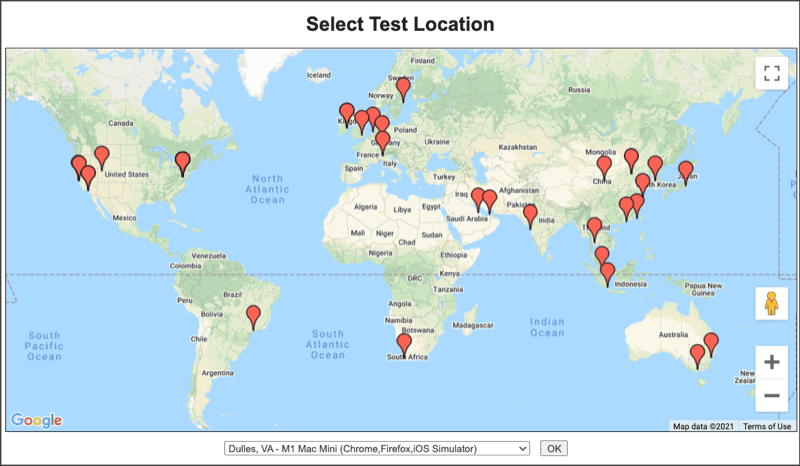 Select Test Location
Iceland
Finland
Sweden
Norway
Russia
Canada
Poland
Ukraine
Kazakhstan
Mongolia
France
Italy
Spain
Turkey
United States
North
Atlantic
Ocean
Iraq
Afghanistan
China
South Korea
Japan
Algeria
Libya
Egypt
Pakistan
Saudi Arabia
India
Mexico
Mali
Niger
Chad
Sudan
Thailand
Nigeria
Ethiopia
Venezuela
Colombia
Kenya
DRC
Indonesia
Papua New
Guinea
Tanzania
Brazil
Peru
Angola
Bolivia
Namibia
Botswana
Madagascar
Indian
Ocean
South
Pacific
Ocean
South
Atlantic
Ocean
Chile
South Africa
Australia
Argentina
New
Zealand
Google
Map data ©2021 Terms of Use
Dulles, VA - M1 Mac Mini (Chrome,Firefox,iOS Simulator) OK